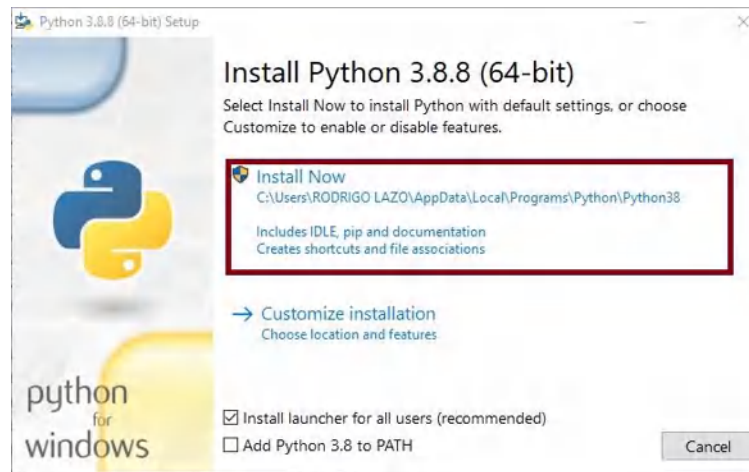 Python 3.8.8 (64-bit) Setup
Install Python 3.8.8 (64-bit)
Select Install Now to install Python with default settings, or choose
Customize to enable or disable features.
Install Now
C:\Users\RODRIGO LAZO\AppData\Local\Programs\Python\Python38
Includes IDLE, pip and documentation
Creates shortcuts and file associations
Customize installation
Choose location and features
python
for
windows
Install launcher for all users (recommended)
Add Python 3.8 to PATH
Cancel